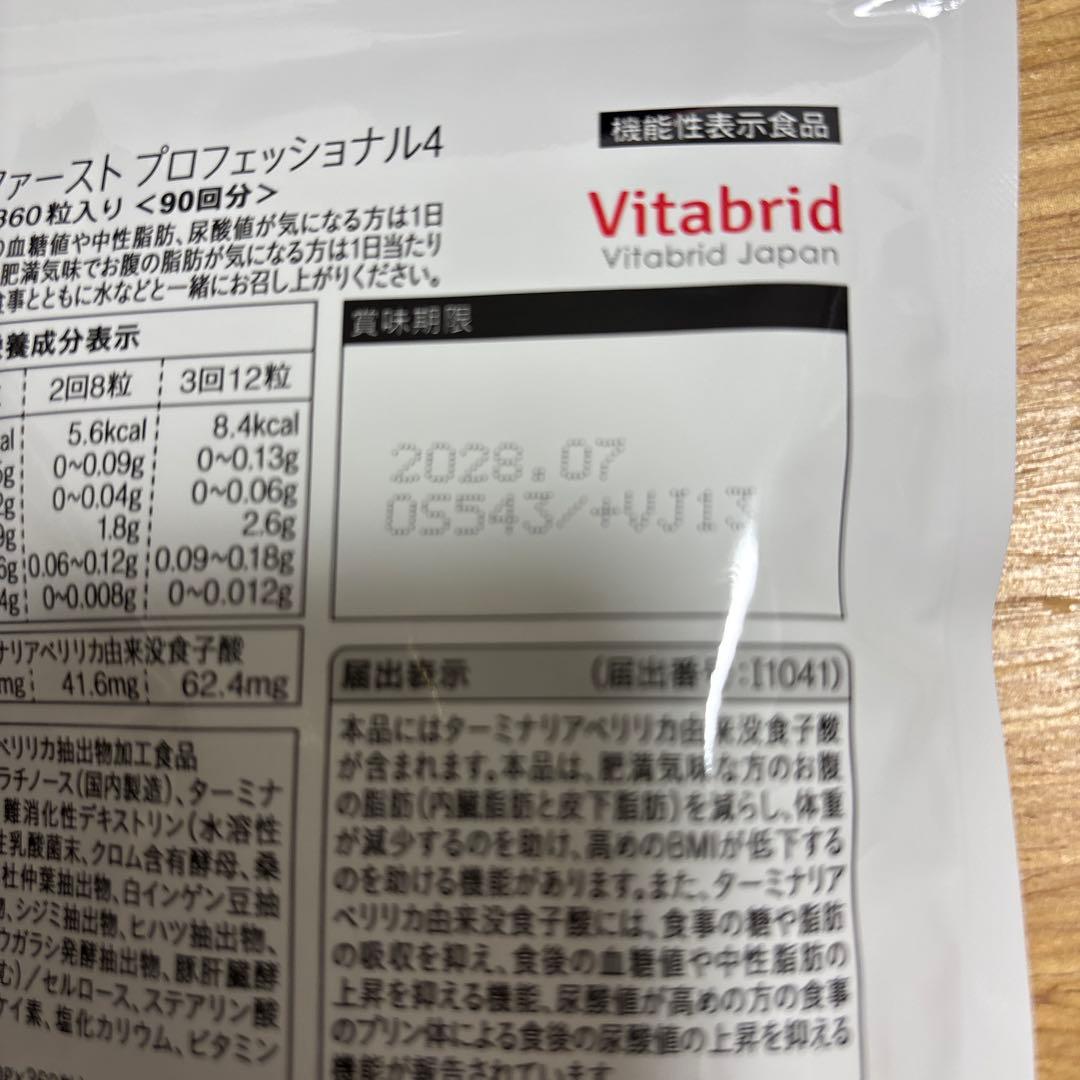 機能性表示食品
Vitabrid
Vitabrid Japan
ファースト プロフェッショナル4
360粒入り<90回分>
の血糖値や中性脂肪、尿酸値が気になる方は1日
肥満気味でお腹の脂肪が気になる方は1日当たり
食事とともに水などと一緒にお召し上がりください。
栄養成分表示
2回8粒 3回12粒
5.6kcal 8.4kcal
0~0.09g 0~0.13g
0~0.04g 0~0.06g
1.8g 2.6g
0.06~0.12g 0.09~0.18g
0~0.008g 0~0.012g
ナリアベリリカ由来没食子酸
mg 41.6mg 62.4mg
ベリリカ抽出物加工食品
ラチノース(国内製造)、ターミナ
難消化性デキストリン(水溶性
性乳酸菌末、クロム含有酵母、桑
杜仲葉抽出物、白インゲン豆抽
物、シジミ抽出物、ヒハツ抽出物、
ウガラシ発酵抽出物、豚肝臓酵
む)/セルロース、ステアリン酸
ケイ素、塩化カリウム、ビタミン
賞味期限
2028.07
0S543/+VJ13
届出表示 (届出番号:I1041)
本品にはターミナリアベリリカ由来没食子酸
が含まれます。本品は、肥満気味な方のお腹
の脂肪(内臓脂肪と皮下脂肪)を減らし、体重
が減少するのを助け、高めのBMIが低下する
のを助ける機能があります。また、ターミナリア
ベリリカ由来没食子酸には、食事の糖や脂肪
の吸収を抑え、食後の血糖値や中性脂肪の
上昇を抑える機能、尿酸値が高めの方の食事
のプリン体による食後の尿酸値の上昇を抑える
機能が報告されています。